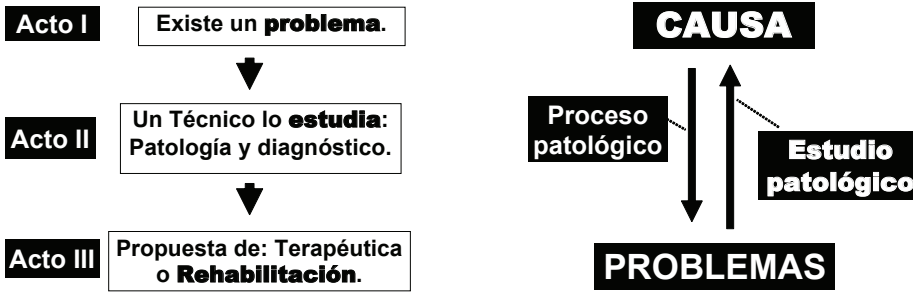 Acto I
Existe un problema.
Acto II
Un Técnico lo estudia:
Patología y diagnóstico.
Acto III
Propuesta de: Terapéutica
o Rehabilitación.
CAUSA
Proceso
patológico
Estudio
patológico
PROBLEMAS